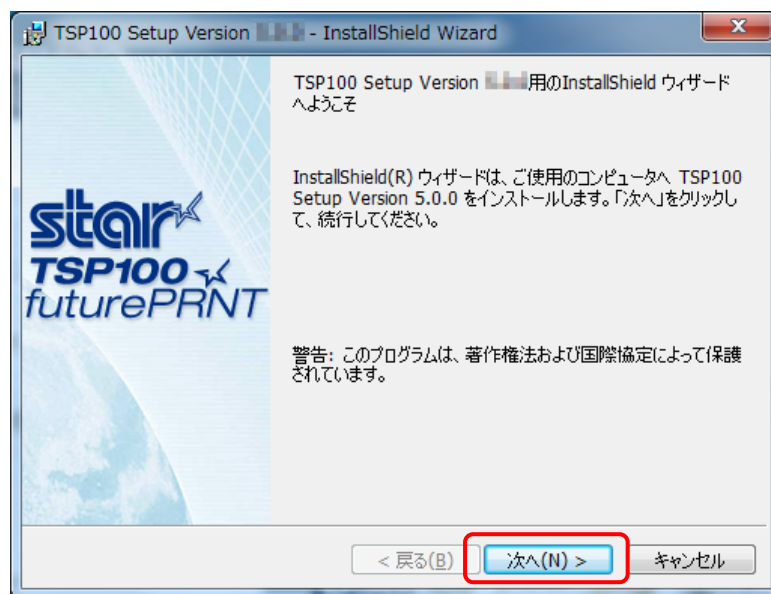 TSP100 Setup Version - InstallShield Wizard
TSP100 Setup Version 用のInstallShield ウィザード
へようこそ
InstallShield(R) ウィザードは、ご使用のコンピュータへ TSP100
Setup Version 5.0.0 をインストールします。「次へ」をクリックし
て、続行してください。
star
TSP100
futurePRNT
警告: このプログラムは、著作権法および国際協定によって保護
されています。
< 戻る(B)
次へ(N) >
キャンセル